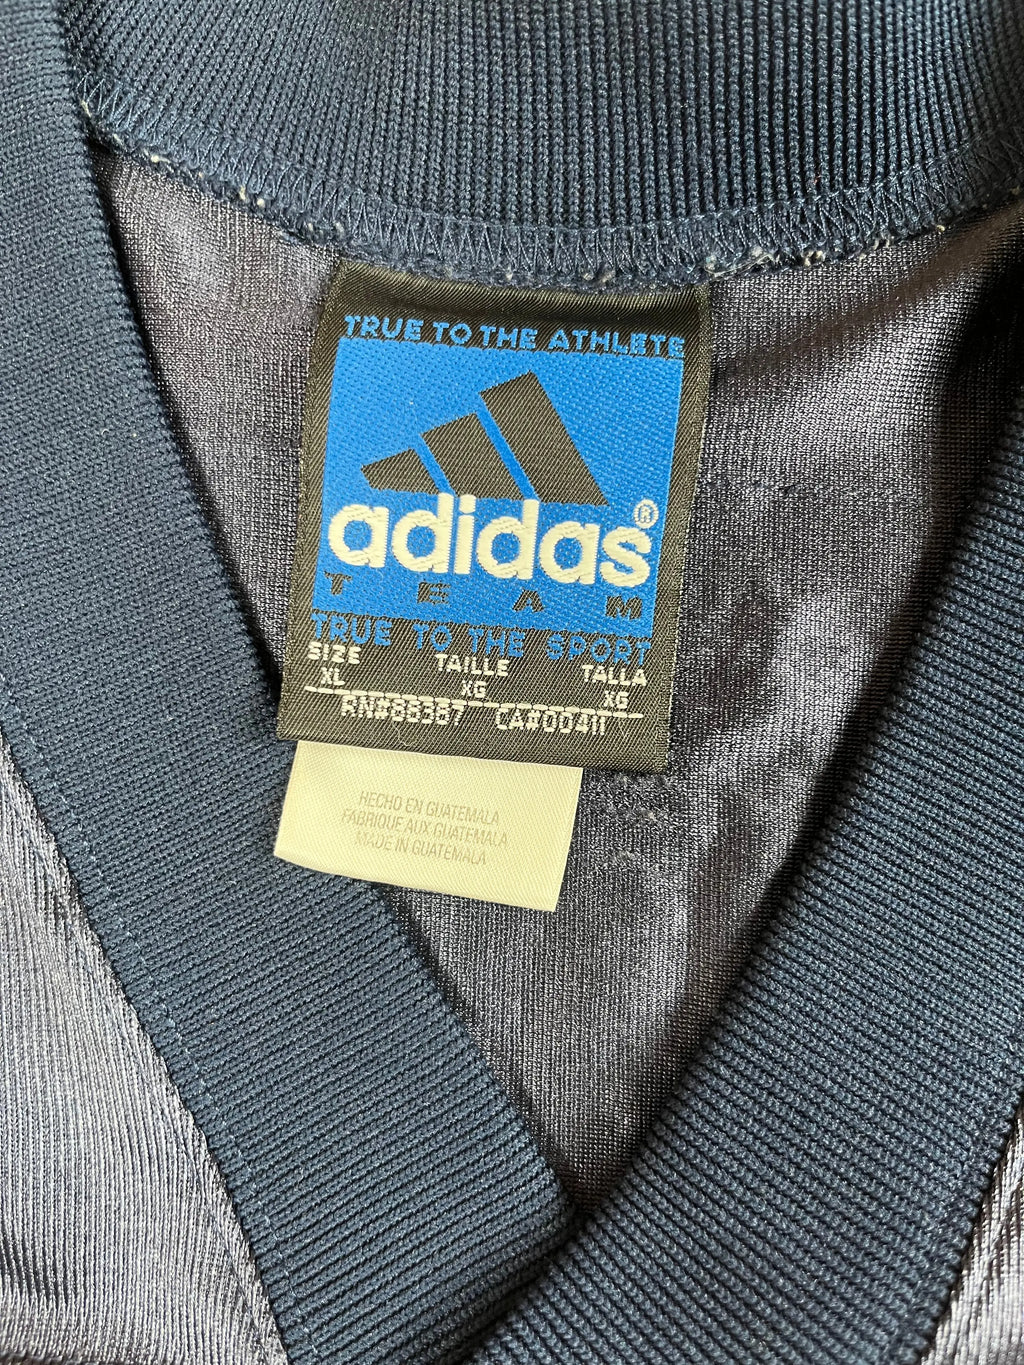 TRUE TO THE ATHLETE
adidas®
TEAM
TRUE TO THE SPORT
SIZE TAILLE TALLA
XL XG XG
RN#88387 CA#00411
HECHO EN GUATEMALA
FABRIQUE AUX GUATEMALA
MADE IN GUATEMALA